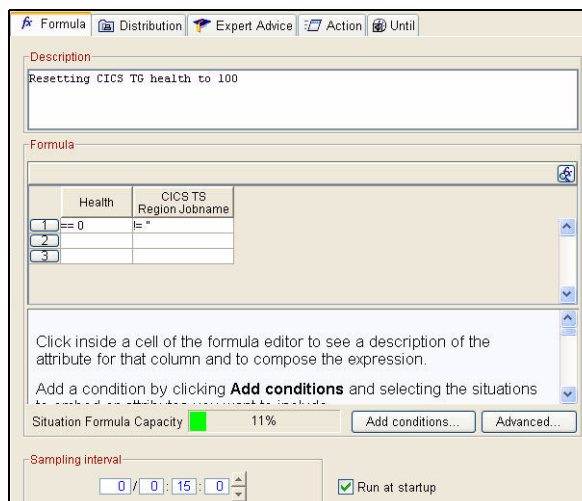 fx Formula Distribution Expert Advice Action Until
Description
Resetting CICS TG health to 100
Formula
Health CICS TS
Region Jobname
1 == 0 != "
2
3
Click inside a cell of the formula editor to see a description of the
attribute for that column and to compose the expression.
Add a condition by clicking Add conditions and selecting the situations
Situation Formula Capacity 11% Add conditions... Advanced...
Sampling interval
0 / 0 : 15 : 0 Run at startup